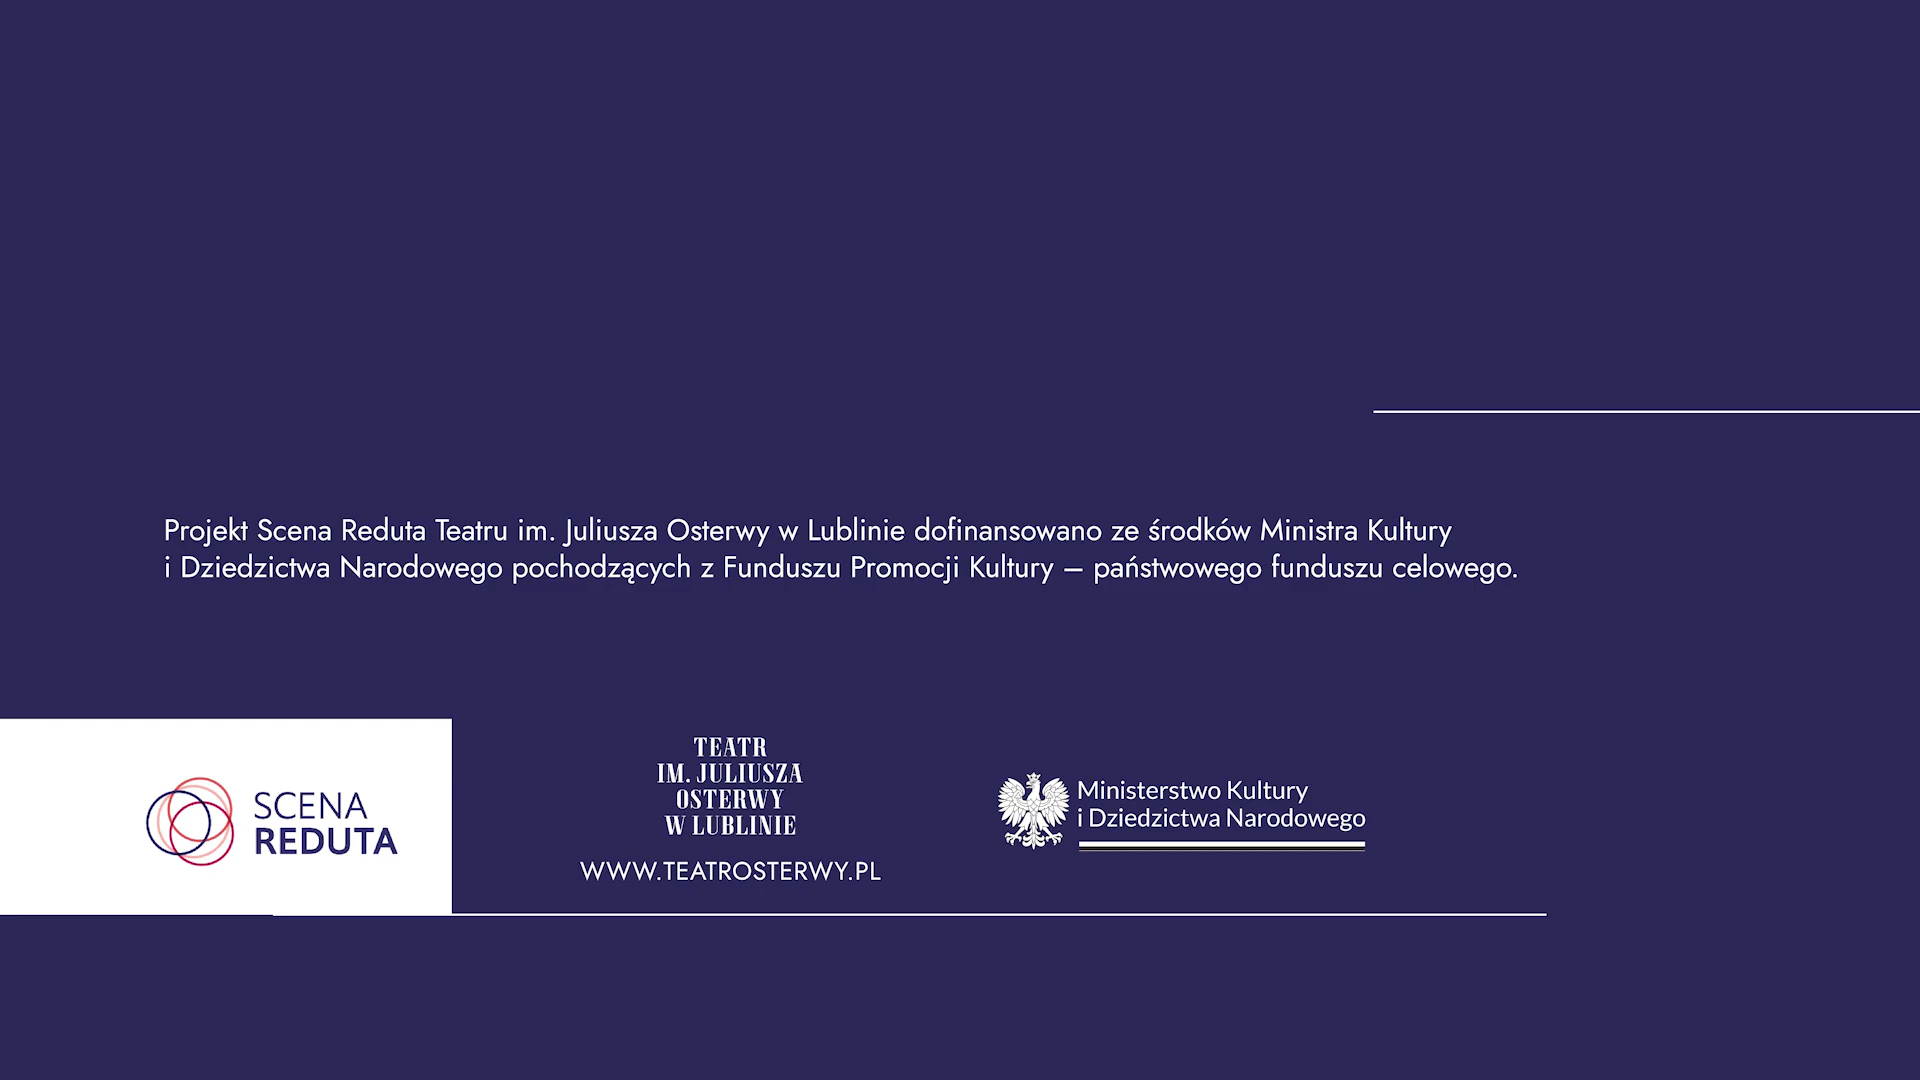 Projekt Scena Reduta Teatru im. Juliusza Osterwy w Lublinie dofinansowano ze środków Ministra Kultury
i Dziedzictwa Narodowego pochodzących z Funduszu Promocji Kultury – państwowego funduszu celowego.
SCENA
REDUTA
TEATR
IM. JULIUSZA
OSTERWY
W LUBLINIE
WWW.TEATROSTERWY.PL
Ministerstwo Kultury
i Dziedzictwa Narodowego